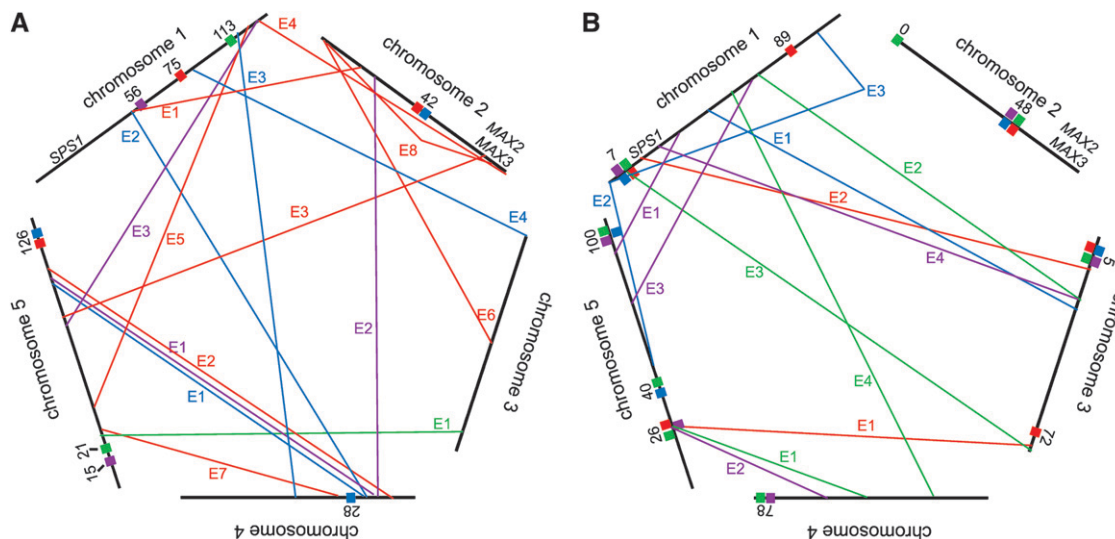 A
chromosome 1
113
75
56
SPS1
E4
chromosome 2
42
MAX2
MAX3
E1
E2
E3
E8
E3
E3
E5
E4
126
chromosome 5
E2
E6
E1
E2
E1
chromosome 3
E1
21
15
E7
28
chromosome 4
B
chromosome 1
89
0
chromosome 2
48
MAX2
MAX3
E3
7
SPS1
E1
E2
E2
E1
E2
100
E4
E3
E3
5
chromosome 5
chromosome 3
40
E4
26
E1
72
E1
E2
78
chromosome 4